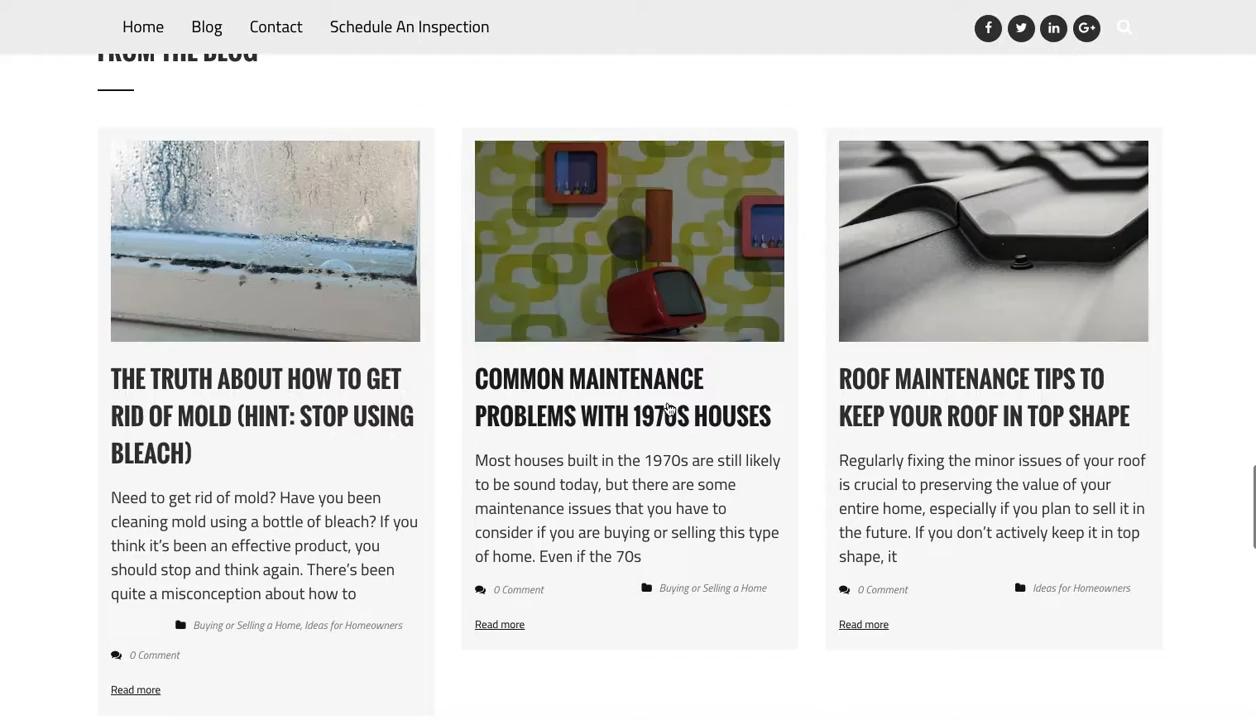 Home Blog Contact Schedule An Inspection
FROM THE BLOG
THE TRUTH ABOUT HOW TO GET
RID OF MOLD (HINT: STOP USING
BLEACH)
Need to get rid of mold? Have you been
cleaning mold using a bottle of bleach? If you
think it’s been an effective product, you
should stop and think again. There’s been
quite a misconception about how to
Buying or Selling a Home, Ideas for Homeowners
0 Comment
Read more
COMMON MAINTENANCE
PROBLEMS WITH 1970S HOUSES
Most houses built in the 1970s are still likely
to be sound today, but there are some
maintenance issues that you have to
consider if you are buying or selling this type
of home. Even if the 70s
0 Comment Buying or Selling a Home
Read more
ROOF MAINTENANCE TIPS TO
KEEP YOUR ROOF IN TOP SHAPE
Regularly fixing the minor issues of your roof
is crucial to preserving the value of your
entire home, especially if you plan to sell it in
the future. If you don’t actively keep it in top
shape, it
0 Comment Ideas for Homeowners
Read more